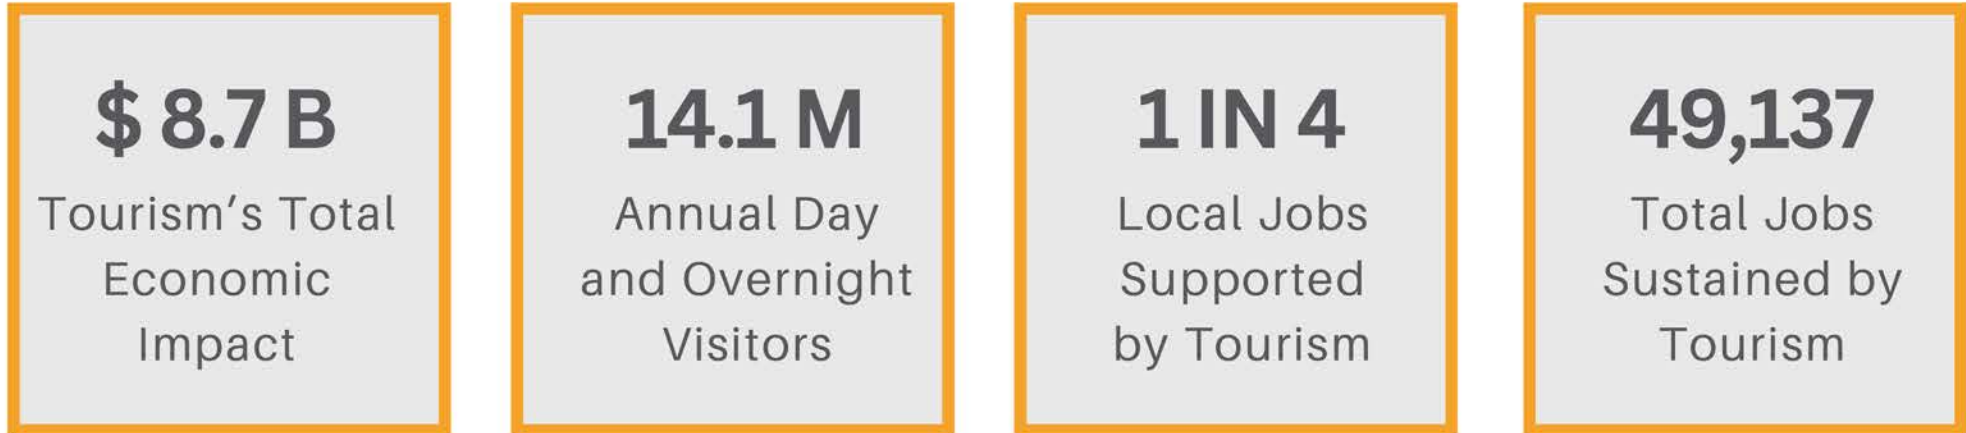 $ 8.7 B
Tourism’s Total
Economic
Impact
14.1 M
Annual Day
and Overnight
Visitors
1 IN 4
Local Jobs
Supported
by Tourism
49,137
Total Jobs
Sustained by
Tourism